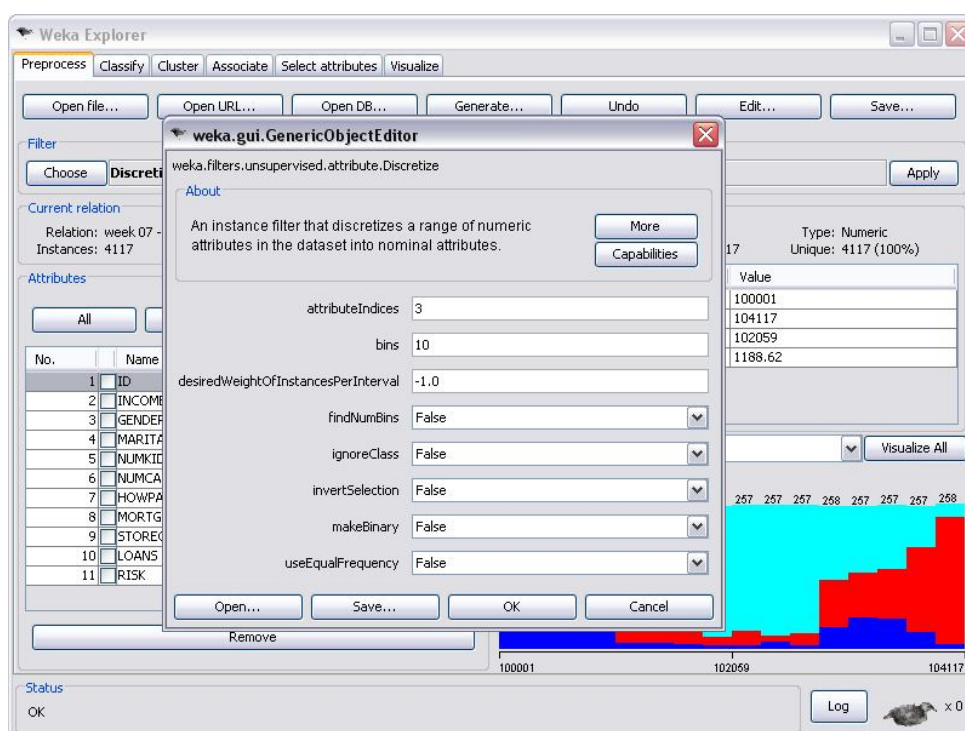 Weka Explorer
Preprocess Classify Cluster Associate Select attributes Visualize
Open file... Open URL... Open DB... Generate... Undo Edit... Save...
Filter
Choose Discreti Apply
Current relation
Relation: week 07 -
Instances: 4117
Type: Numeric
17 Unique: 4117 (100%)
Attributes
All
No. Name
1 ID
2 INCOME
3 GENDER
4 MARITA
5 NUMKID
6 NUMCA
7 HOWPA
8 MORTG
9 STOREC
10 LOANS
11 RISK
Remove
Value
100001
104117
102059
1188.62
Visualize All
257 257 257 258 257 257 257 258
100001 102059 104117
weka.gui.GenericObjectEditor
weka.filters.unsupervised.attribute.Discretize
About
An instance filter that discretizes a range of numeric
attributes in the dataset into nominal attributes.
More
Capabilities
attributeIndices 3
bins 10
desiredWeightOfInstancesPerInterval -1.0
findNumBins False
ignoreClass False
invertSelection False
makeBinary False
useEqualFrequency False
Open... Save... OK Cancel
Status
OK
Log x 0